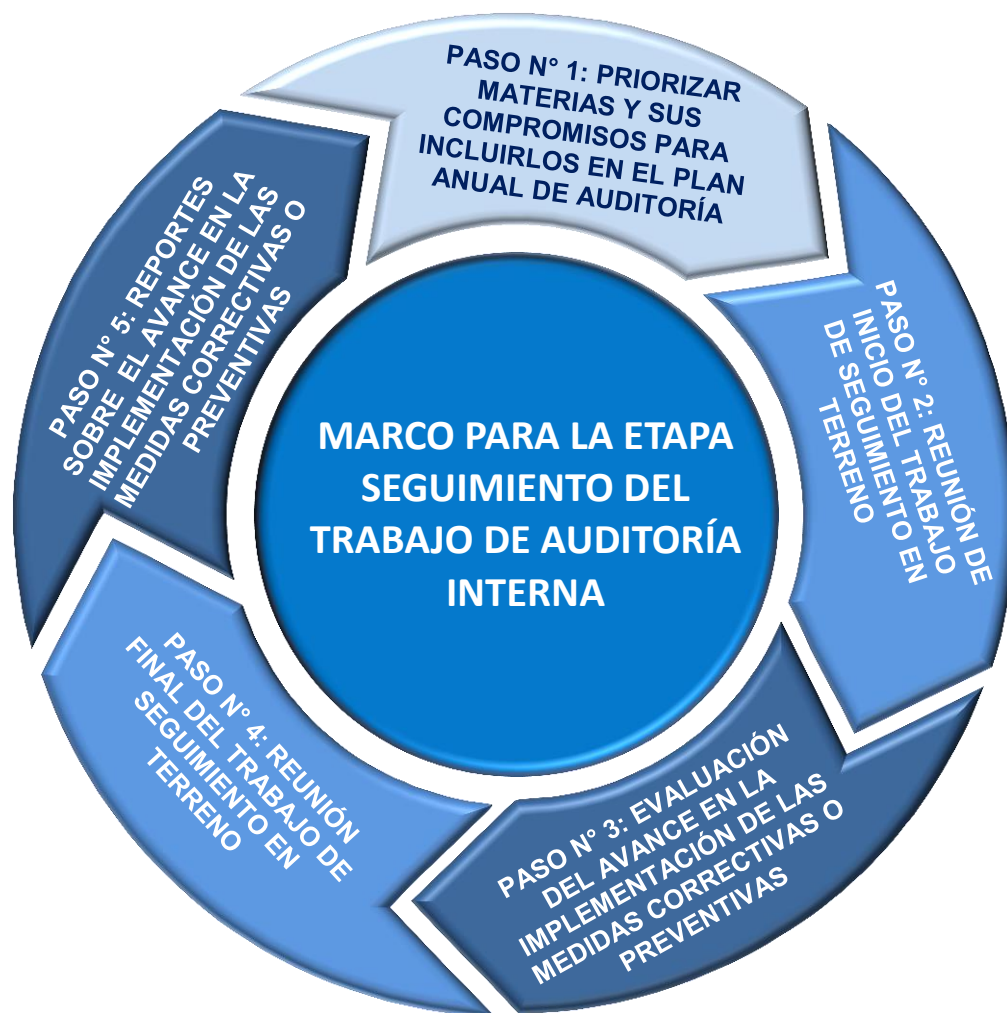 PASO N° 1: PRIORIZAR
MATERIAS Y SUS
COMPROMISOS PARA
INCLUIRLOS EN EL PLAN
ANUAL DE AUDITORÍA
PASO N° 2: REUNIÓN DE
INICIO DEL TRABAJO
DE SEGUIMIENTO EN
TERRENO
PASO N° 3: EVALUACIÓN
DEL AVANCE EN LA
IMPLEMENTACIÓN DE LAS
MEDIDAS CORRECTIVAS O
PREVENTIVAS
PASO N° 4: REUNIÓN
FINAL DEL TRABAJO DE
SEGUIMIENTO EN
TERRENO
PASO N° 5: REPORTES
SOBRE EL AVANCE EN LA
IMPLEMENTACIÓN DE LAS
MEDIDAS CORRECTIVAS O
PREVENTIVAS
MARCO PARA LA ETAPA
SEGUIMIENTO DEL
TRABAJO DE AUDITORÍA
INTERNA